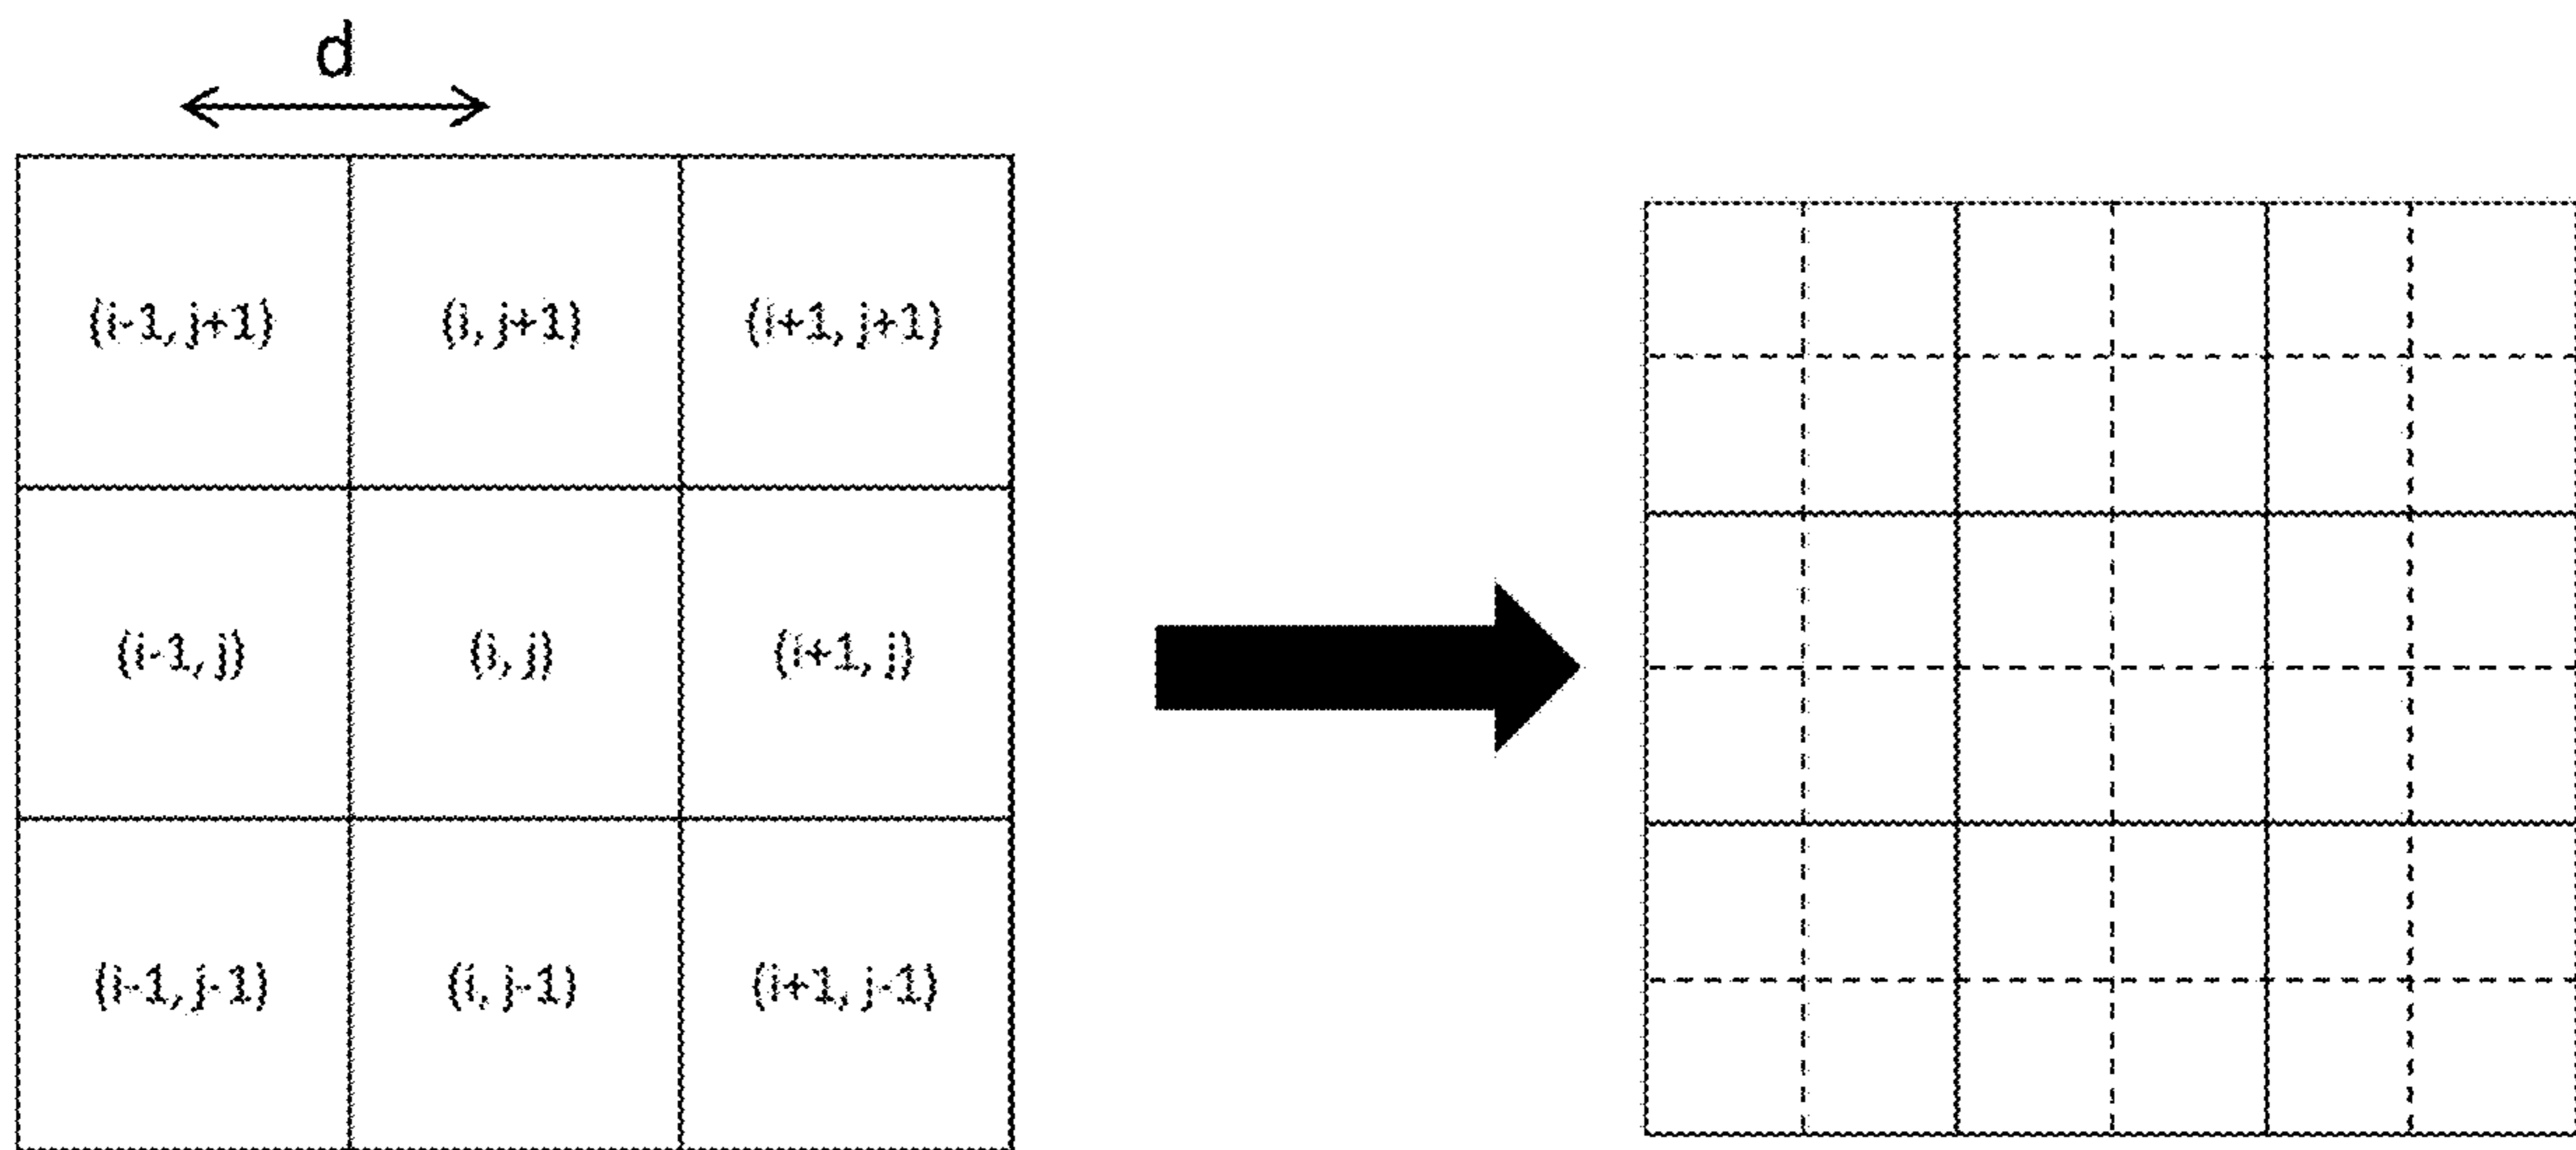 d
(i-1, j+1) (i, j+1) (i+1, j+1)
(i-1, j) (i, j) (i+1, j)
(i-1, j-1) (i, j-1) (i+1, j-1)